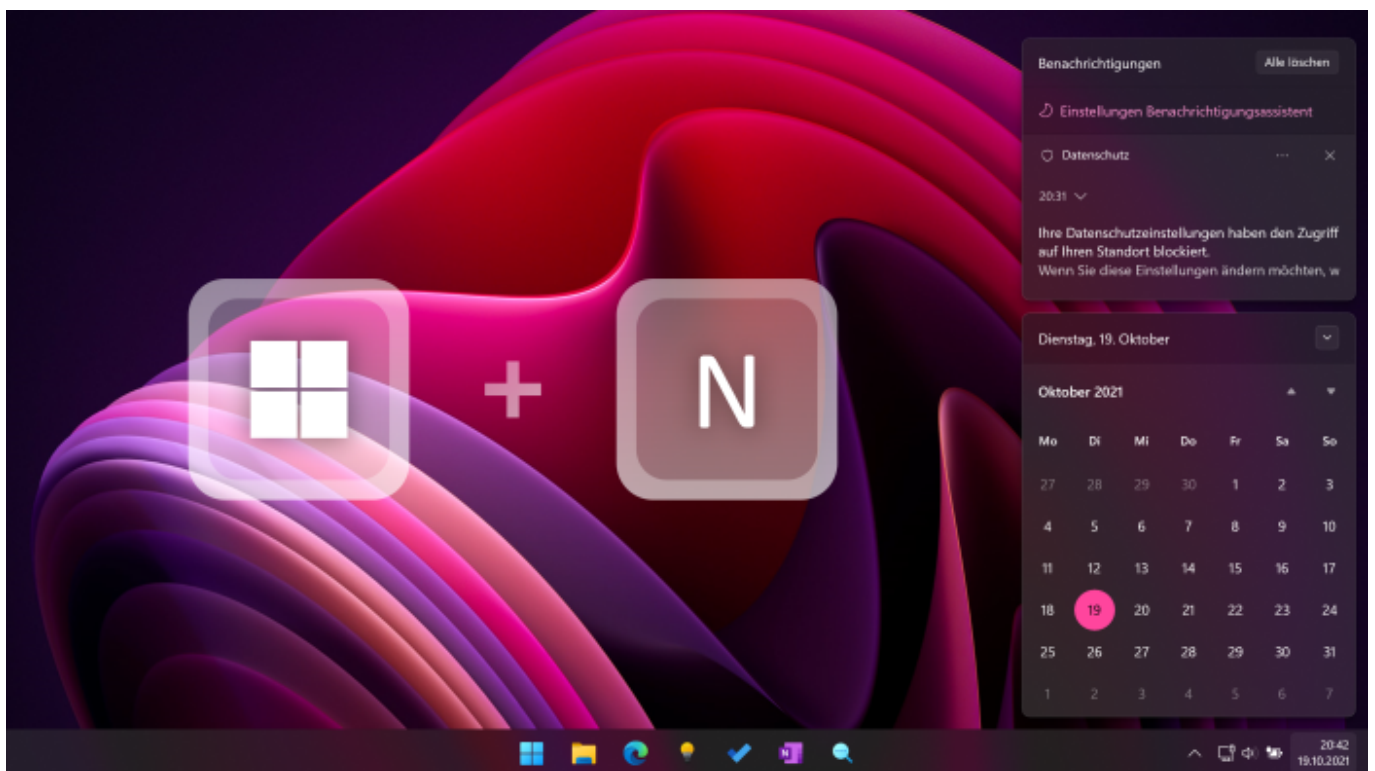 Benachrichtigungen Alle löschen
Einstellungen Benachrichtigungsassistent
Datenschutz
20:31
Ihre Datenschutzeinstellungen haben den Zugriff
auf Ihren Standort blockiert.
Wenn Sie diese Einstellungen ändern möchten, w
+ N
Dienstag, 19. Oktober
Oktober 2021
Mo Di Mi Do Fr Sa So
27 28 29 30 1 2 3
4 5 6 7 8 9 10
11 12 13 14 15 16 17
18 19 20 21 22 23 24
25 26 27 28 29 30 31
1 2 3 4 5 6 7
N
20:42
19.10.2021